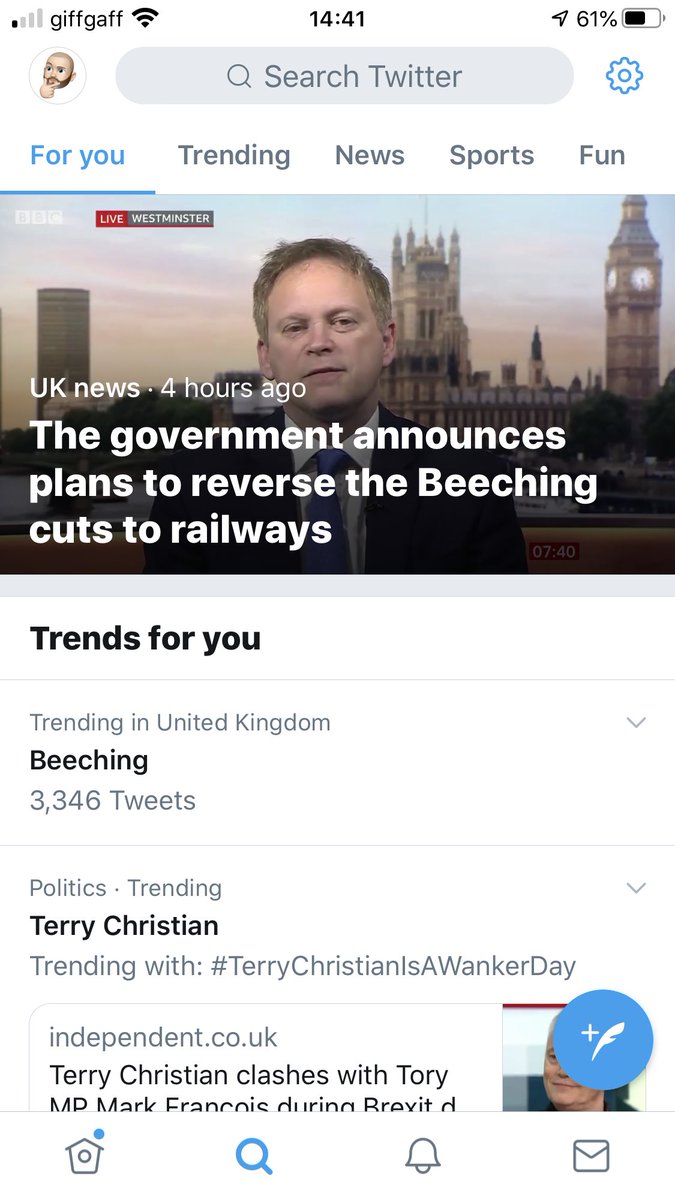 giffgaff 14:41 61%
Search Twitter
For you Trending News Sports Fun
BBC LIVE WESTMINSTER
UK news · 4 hours ago
The government announces
plans to reverse the Beeching
cuts to railways
07:40
Trends for you
Trending in United Kingdom
Beeching
3,346 Tweets
Politics · Trending
Terry Christian
Trending with: #TerryChristianIsAWankerDay
independent.co.uk
Terry Christian clashes with Tory
MP Mark Francois during Brexit d